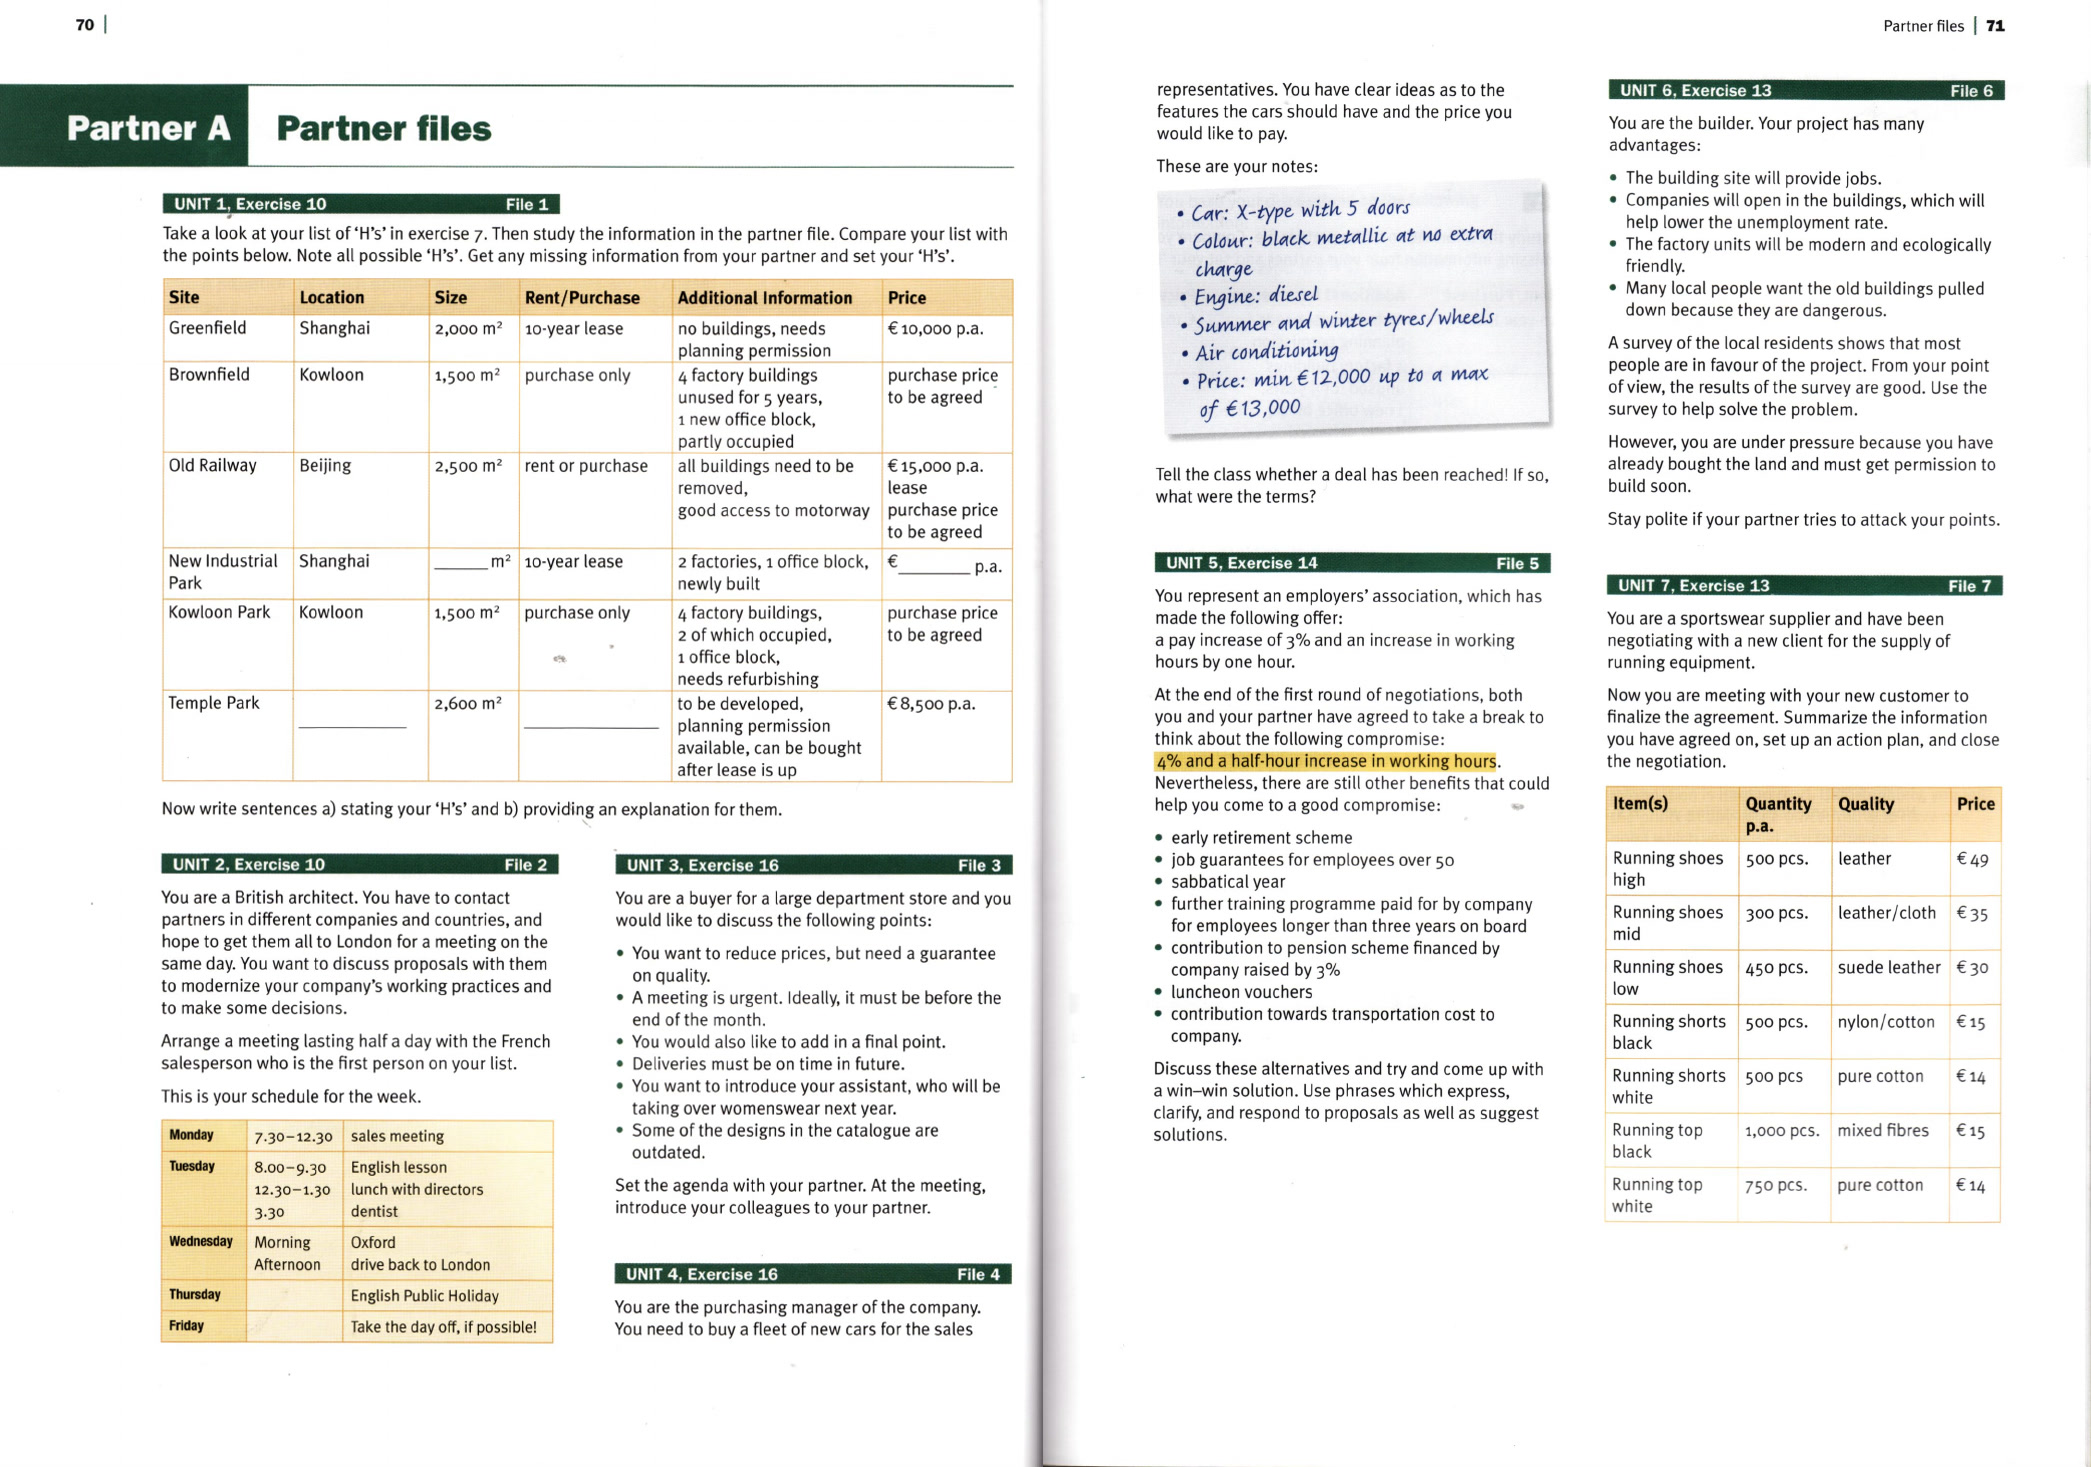 70
Partner A Partner files
UNIT 1, Exercise 10 File 1
Take a look at your list of ‘H’s’ in exercise 7. Then study the information in the partner file. Compare your list with
the points below. Note all possible ‘H’s’. Get any missing information from your partner and set your ‘H’s’.
Site Location Size Rent/Purchase Additional Information Price
Greenfield Shanghai 2,000 m² 10-year lease no buildings, needs € 10,000 p.a.
planning permission
Brownfield Kowloon 1,500 m² purchase only 4 factory buildings purchase price
unused for 5 years, to be agreed
1 new office block,
partly occupied
Old Railway Beijing 2,500 m² rent or purchase all buildings need to be € 15,000 p.a.
removed, lease
good access to motorway purchase price
to be agreed
New Industrial Shanghai ______ m² 10-year lease 2 factories, 1 office block, € ________ p.a.
Park newly built
Kowloon Park Kowloon 1,500 m² purchase only 4 factory buildings, purchase price
2 of which occupied, to be agreed
1 office block,
needs refurbishing
Temple Park ____________ 2,600 m² ______________ to be developed, € 8,500 p.a.
planning permission
available, can be bought
after lease is up
Now write sentences a) stating your ‘H’s’ and b) providing an explanation for them.
UNIT 2, Exercise 10 File 2
You are a British architect. You have to contact
partners in different companies and countries, and
hope to get them all to London for a meeting on the
same day. You want to discuss proposals with them
to modernize your company’s working practices and
to make some decisions.
Arrange a meeting lasting half a day with the French
salesperson who is the first person on your list.
This is your schedule for the week.
Monday 7.30–12.30 sales meeting
Tuesday 8.00–9.30 English lesson
12.30–1.30 lunch with directors
3.30 dentist
Wednesday Morning Oxford
Afternoon drive back to London
Thursday English Public Holiday
Friday Take the day off, if possible!
UNIT 3, Exercise 16 File 3
You are a buyer for a large department store and you
would like to discuss the following points:
• You want to reduce prices, but need a guarantee
on quality.
• A meeting is urgent. Ideally, it must be before the
end of the month.
• You would also like to add in a final point.
• Deliveries must be on time in future.
• You want to introduce your assistant, who will be
taking over womenswear next year.
• Some of the designs in the catalogue are
outdated.
Set the agenda with your partner. At the meeting,
introduce your colleagues to your partner.
UNIT 4, Exercise 16 File 4
You are the purchasing manager of the company.
You need to buy a fleet of new cars for the sales
Partner files 71
representatives. You have clear ideas as to the
features the cars should have and the price you
would like to pay.
These are your notes:
• Car: X-type with 5 doors
• Colour: black metallic at no extra
charge
• Engine: diesel
• Summer and winter tyres/wheels
• Air conditioning
• Price: min €12,000 up to a max
of €13,000
Tell the class whether a deal has been reached! If so,
what were the terms?
UNIT 5, Exercise 14 File 5
You represent an employers’ association, which has
made the following offer:
a pay increase of 3% and an increase in working
hours by one hour.
At the end of the first round of negotiations, both
you and your partner have agreed to take a break to
think about the following compromise:
4% and a half-hour increase in working hours.
Nevertheless, there are still other benefits that could
help you come to a good compromise:
• early retirement scheme
• job guarantees for employees over 50
• sabbatical year
• further training programme paid for by company
for employees longer than three years on board
• contribution to pension scheme financed by
company raised by 3%
• luncheon vouchers
• contribution towards transportation cost to
company.
Discuss these alternatives and try and come up with
a win–win solution. Use phrases which express,
clarify, and respond to proposals as well as suggest
solutions.
UNIT 6, Exercise 13 File 6
You are the builder. Your project has many
advantages:
• The building site will provide jobs.
• Companies will open in the buildings, which will
help lower the unemployment rate.
• The factory units will be modern and ecologically
friendly.
• Many local people want the old buildings pulled
down because they are dangerous.
A survey of the local residents shows that most
people are in favour of the project. From your point
of view, the results of the survey are good. Use the
survey to help solve the problem.
However, you are under pressure because you have
already bought the land and must get permission to
build soon.
Stay polite if your partner tries to attack your points.
UNIT 7, Exercise 13 File 7
You are a sportswear supplier and have been
negotiating with a new client for the supply of
running equipment.
Now you are meeting with your new customer to
finalize the agreement. Summarize the information
you have agreed on, set up an action plan, and close
the negotiation.
Item(s) Quantity Quality Price
p.a.
Running shoes 500 pcs. leather € 49
high
Running shoes 300 pcs. leather/cloth € 35
mid
Running shoes 450 pcs. suede leather € 30
low
Running shorts 500 pcs. nylon/cotton € 15
black
Running shorts 500 pcs pure cotton € 14
white
Running top 1,000 pcs. mixed fibres € 15
black
Running top 750 pcs. pure cotton € 14
white